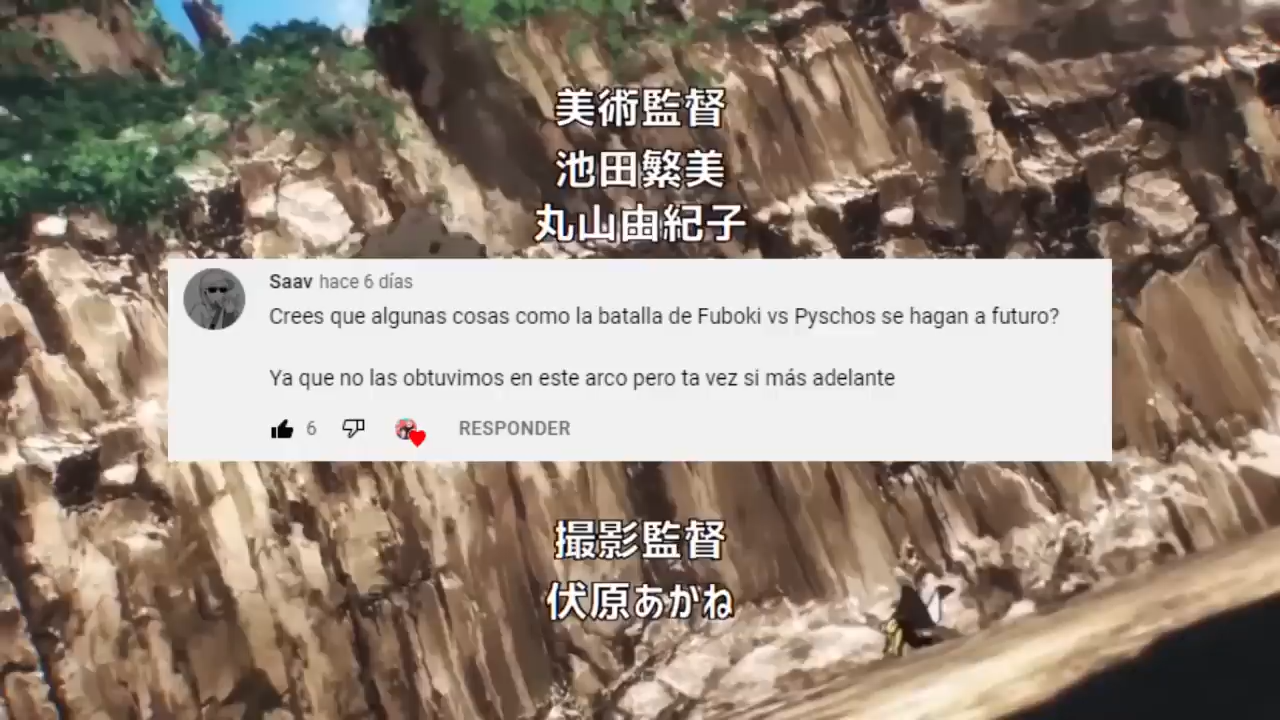 美術監督
池田繁美
丸山由紀子
Saav hace 6 días
Crees que algunas cosas como la batalla de Fuboki vs Pyschos se hagan a futuro?
Ya que no las obtuvimos en este arco pero ta vez si más adelante
6 RESPONDER
撮影監督
伏原あかね